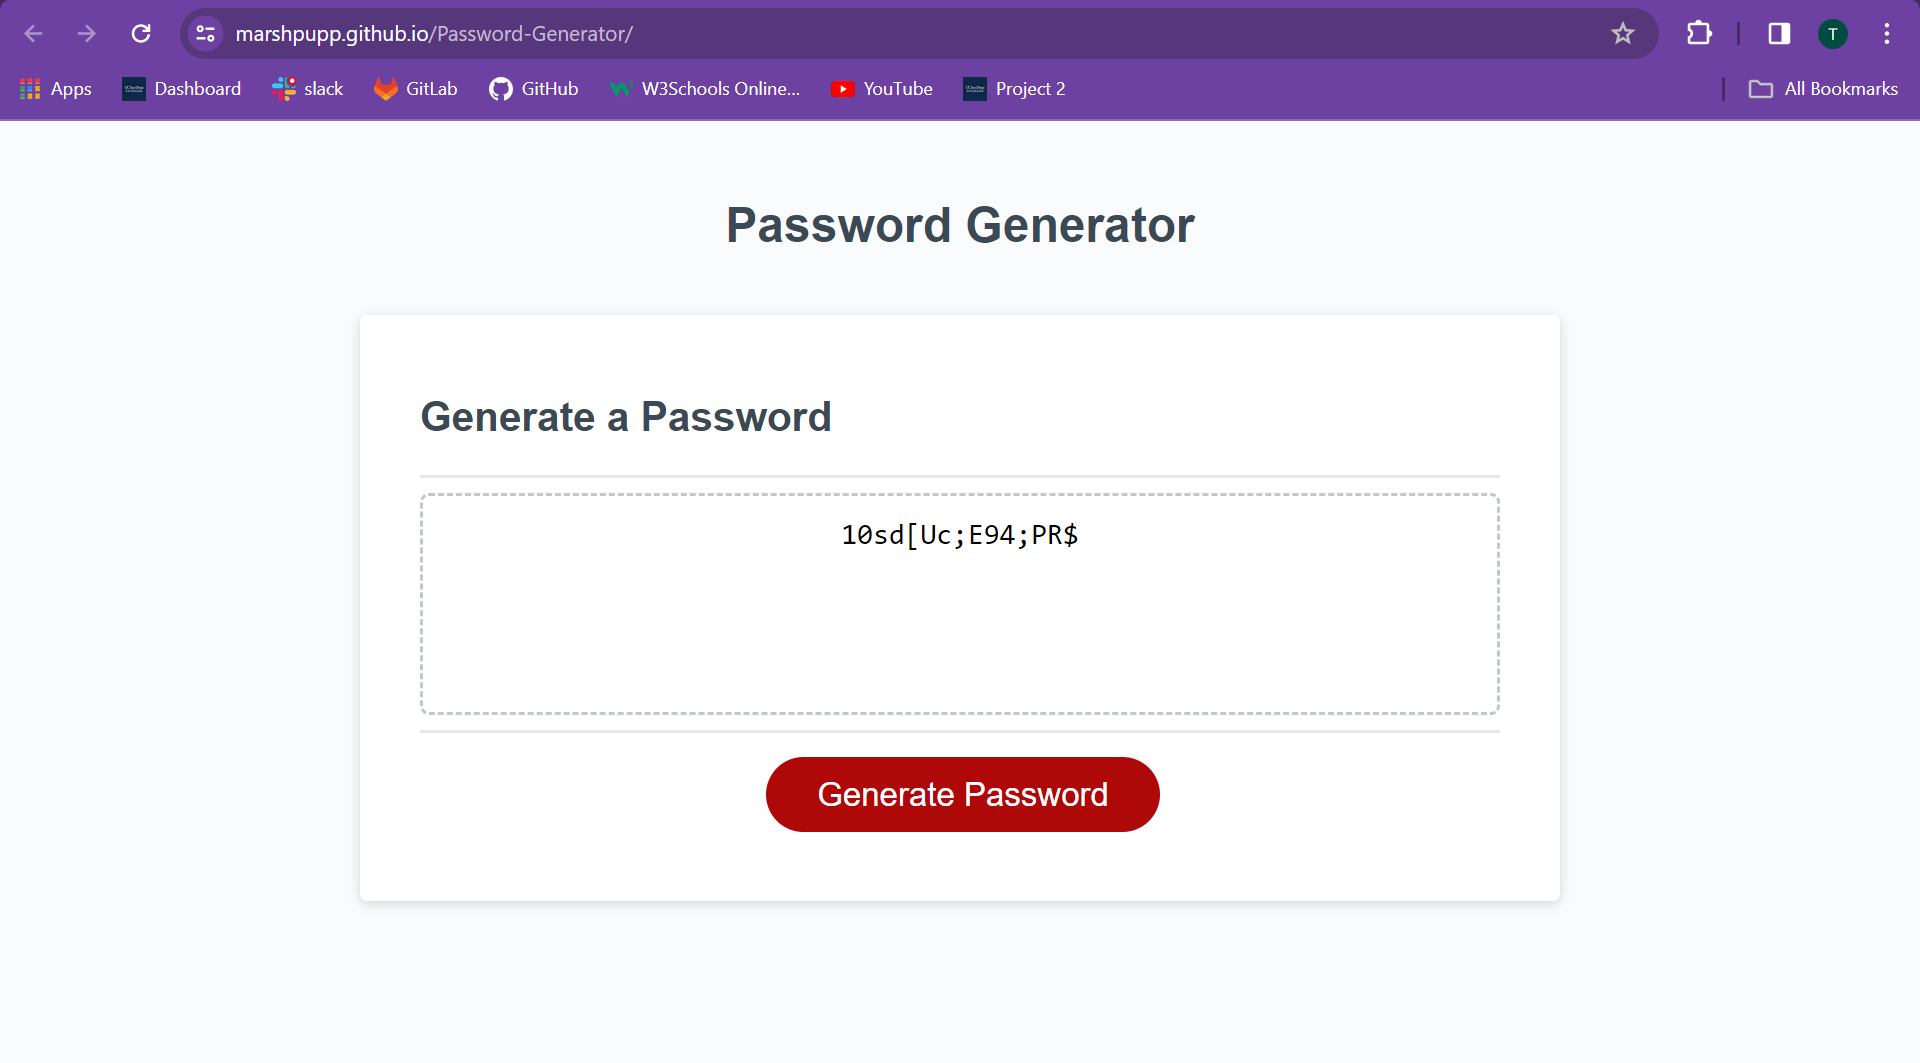 marshpupp.github.io/Password-Generator/
T
Apps
Dashboard
slack
GitLab
GitHub
W3Schools Online...
YouTube
Project 2
All Bookmarks
Password Generator
Generate a Password
10sd[Uc;E94;PR$
Generate Password